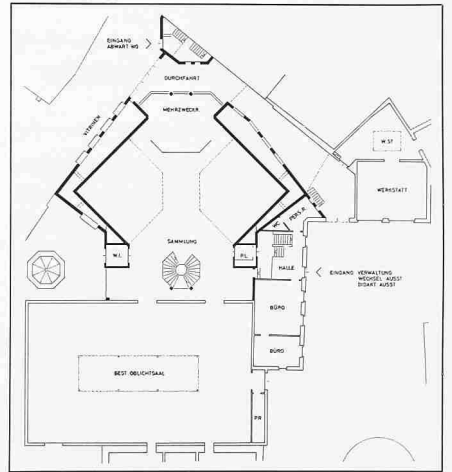 EINGANG
ABWART WG
DURCHFAHRT
MEHRZWECKR
VITRINEN
W.ST.
WERKSTATT
WC
PERS.R.
SAMMLUNG
W.L.
P.L.
HALLE
EINGANG VERWALTUNG
WECHSEL AUSST
DIDAKT AUSST
BÜRO
BÜRO
BEST. OBLICHTSAAL
P.R